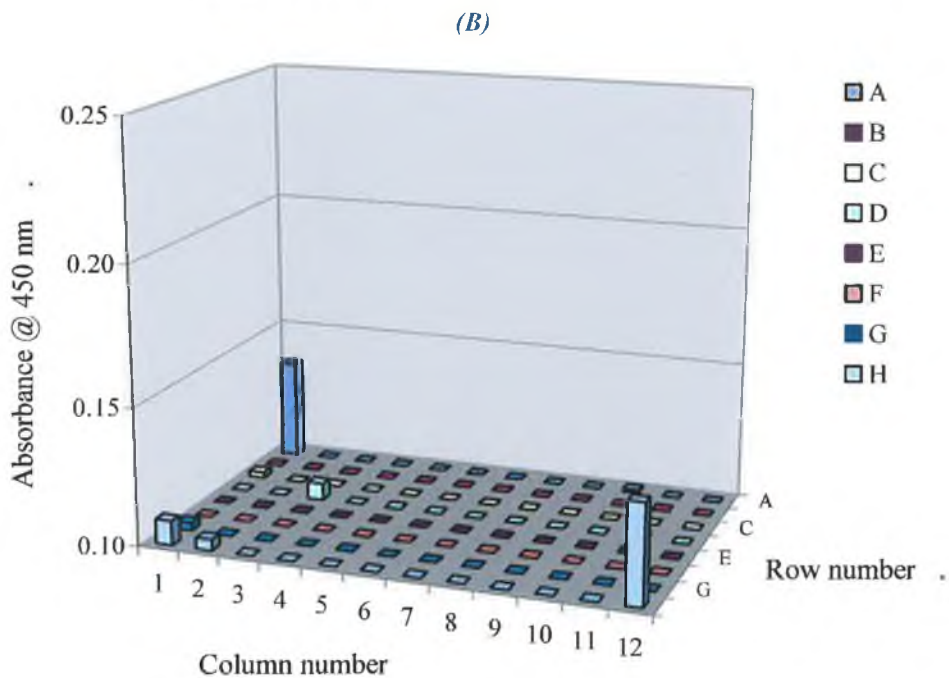 (B)
0.25
0.20
0.15
0.10
Absorbance @ 450 nm .
1 2 3 4 5 6 7 8 9 10 11 12
Column number
A
C
E
G
Row number .
A
B
C
D
E
F
G
H